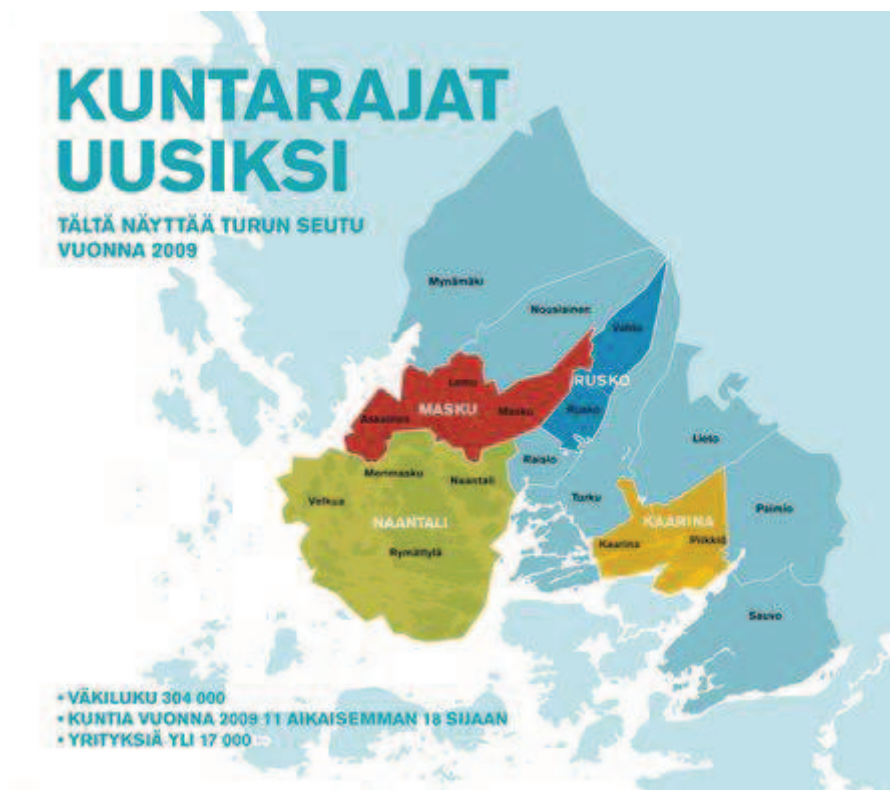 KUNTARAJAT
UUSIKSI
TÄLTÄ NÄYTTÄÄ TURUN SEUTU
VUONNA 2009
Mynämäki
Nousiainen
Vahto
RUSKO
Lemu
MASKU
Masku
Rusko
Askainen
Lieto
Raisio
Merimasku
Naantali
Velkua
Turku
Paimio
NAANTALI
KAARINA
Kaarina
Piikkiö
Rymättylä
Sauvo
• VÄKILUKU 304 000
• KUNTIA VUONNA 2009 11 AIKAISEMMAN 18 SIJAAN
• YRITYKSIÄ YLI 17 000